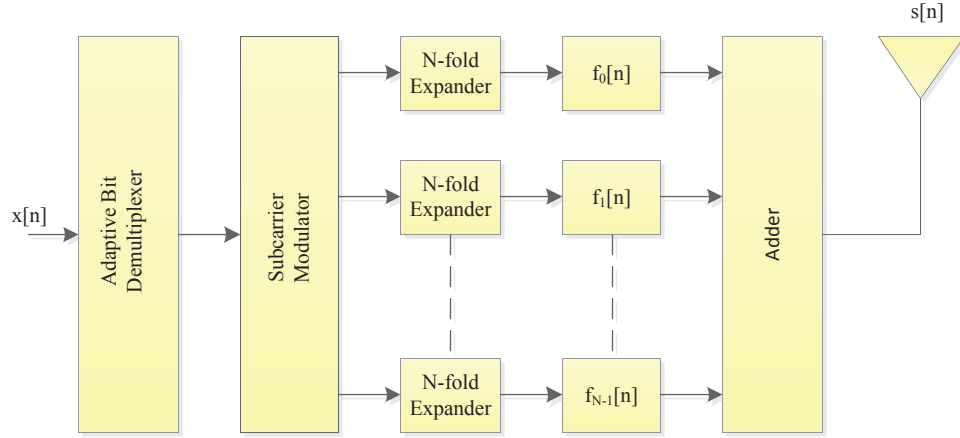 s[n]
x[n]
Adaptive Bit
Demultiplexer
Subcarrier
Modulator
N-fold
Expander
f0[n]
N-fold
Expander
f1[n]
N-fold
Expander
fN-1[n]
Adder